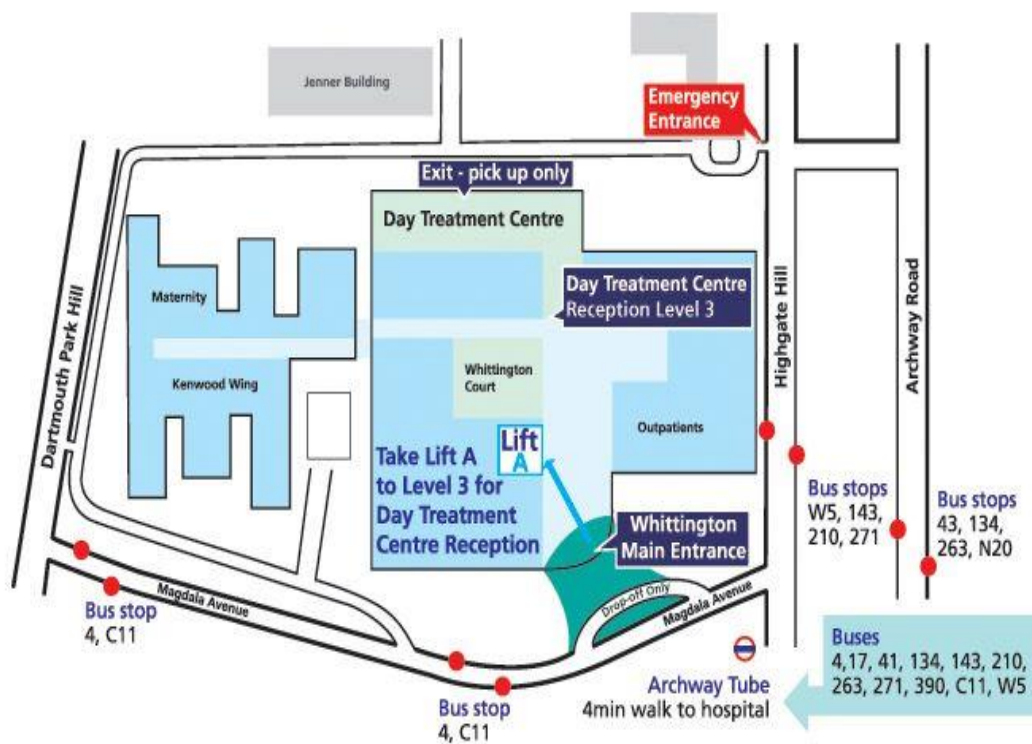 Jenner Building
Emergency
Entrance
Exit - pick up only
Day Treatment Centre
Day Treatment Centre
Reception Level 3
Maternity
Whittington
Court
Kenwood Wing
Outpatients
Lift
A
Take Lift A
to Level 3 for
Day Treatment
Centre Reception
Whittington
Main Entrance
Dartmouth Park Hill
Highgate Hill
Archway Road
Bus stops
W5, 143,
210, 271
Bus stops
43, 134,
263, N20
Magdala Avenue
Bus stop
4, C11
Drop-off Only
Magdala Avenue
Bus stop
4, C11
Archway Tube
4min walk to hospital
Buses
4,17, 41, 134, 143, 210,
263, 271, 390, C11, W5